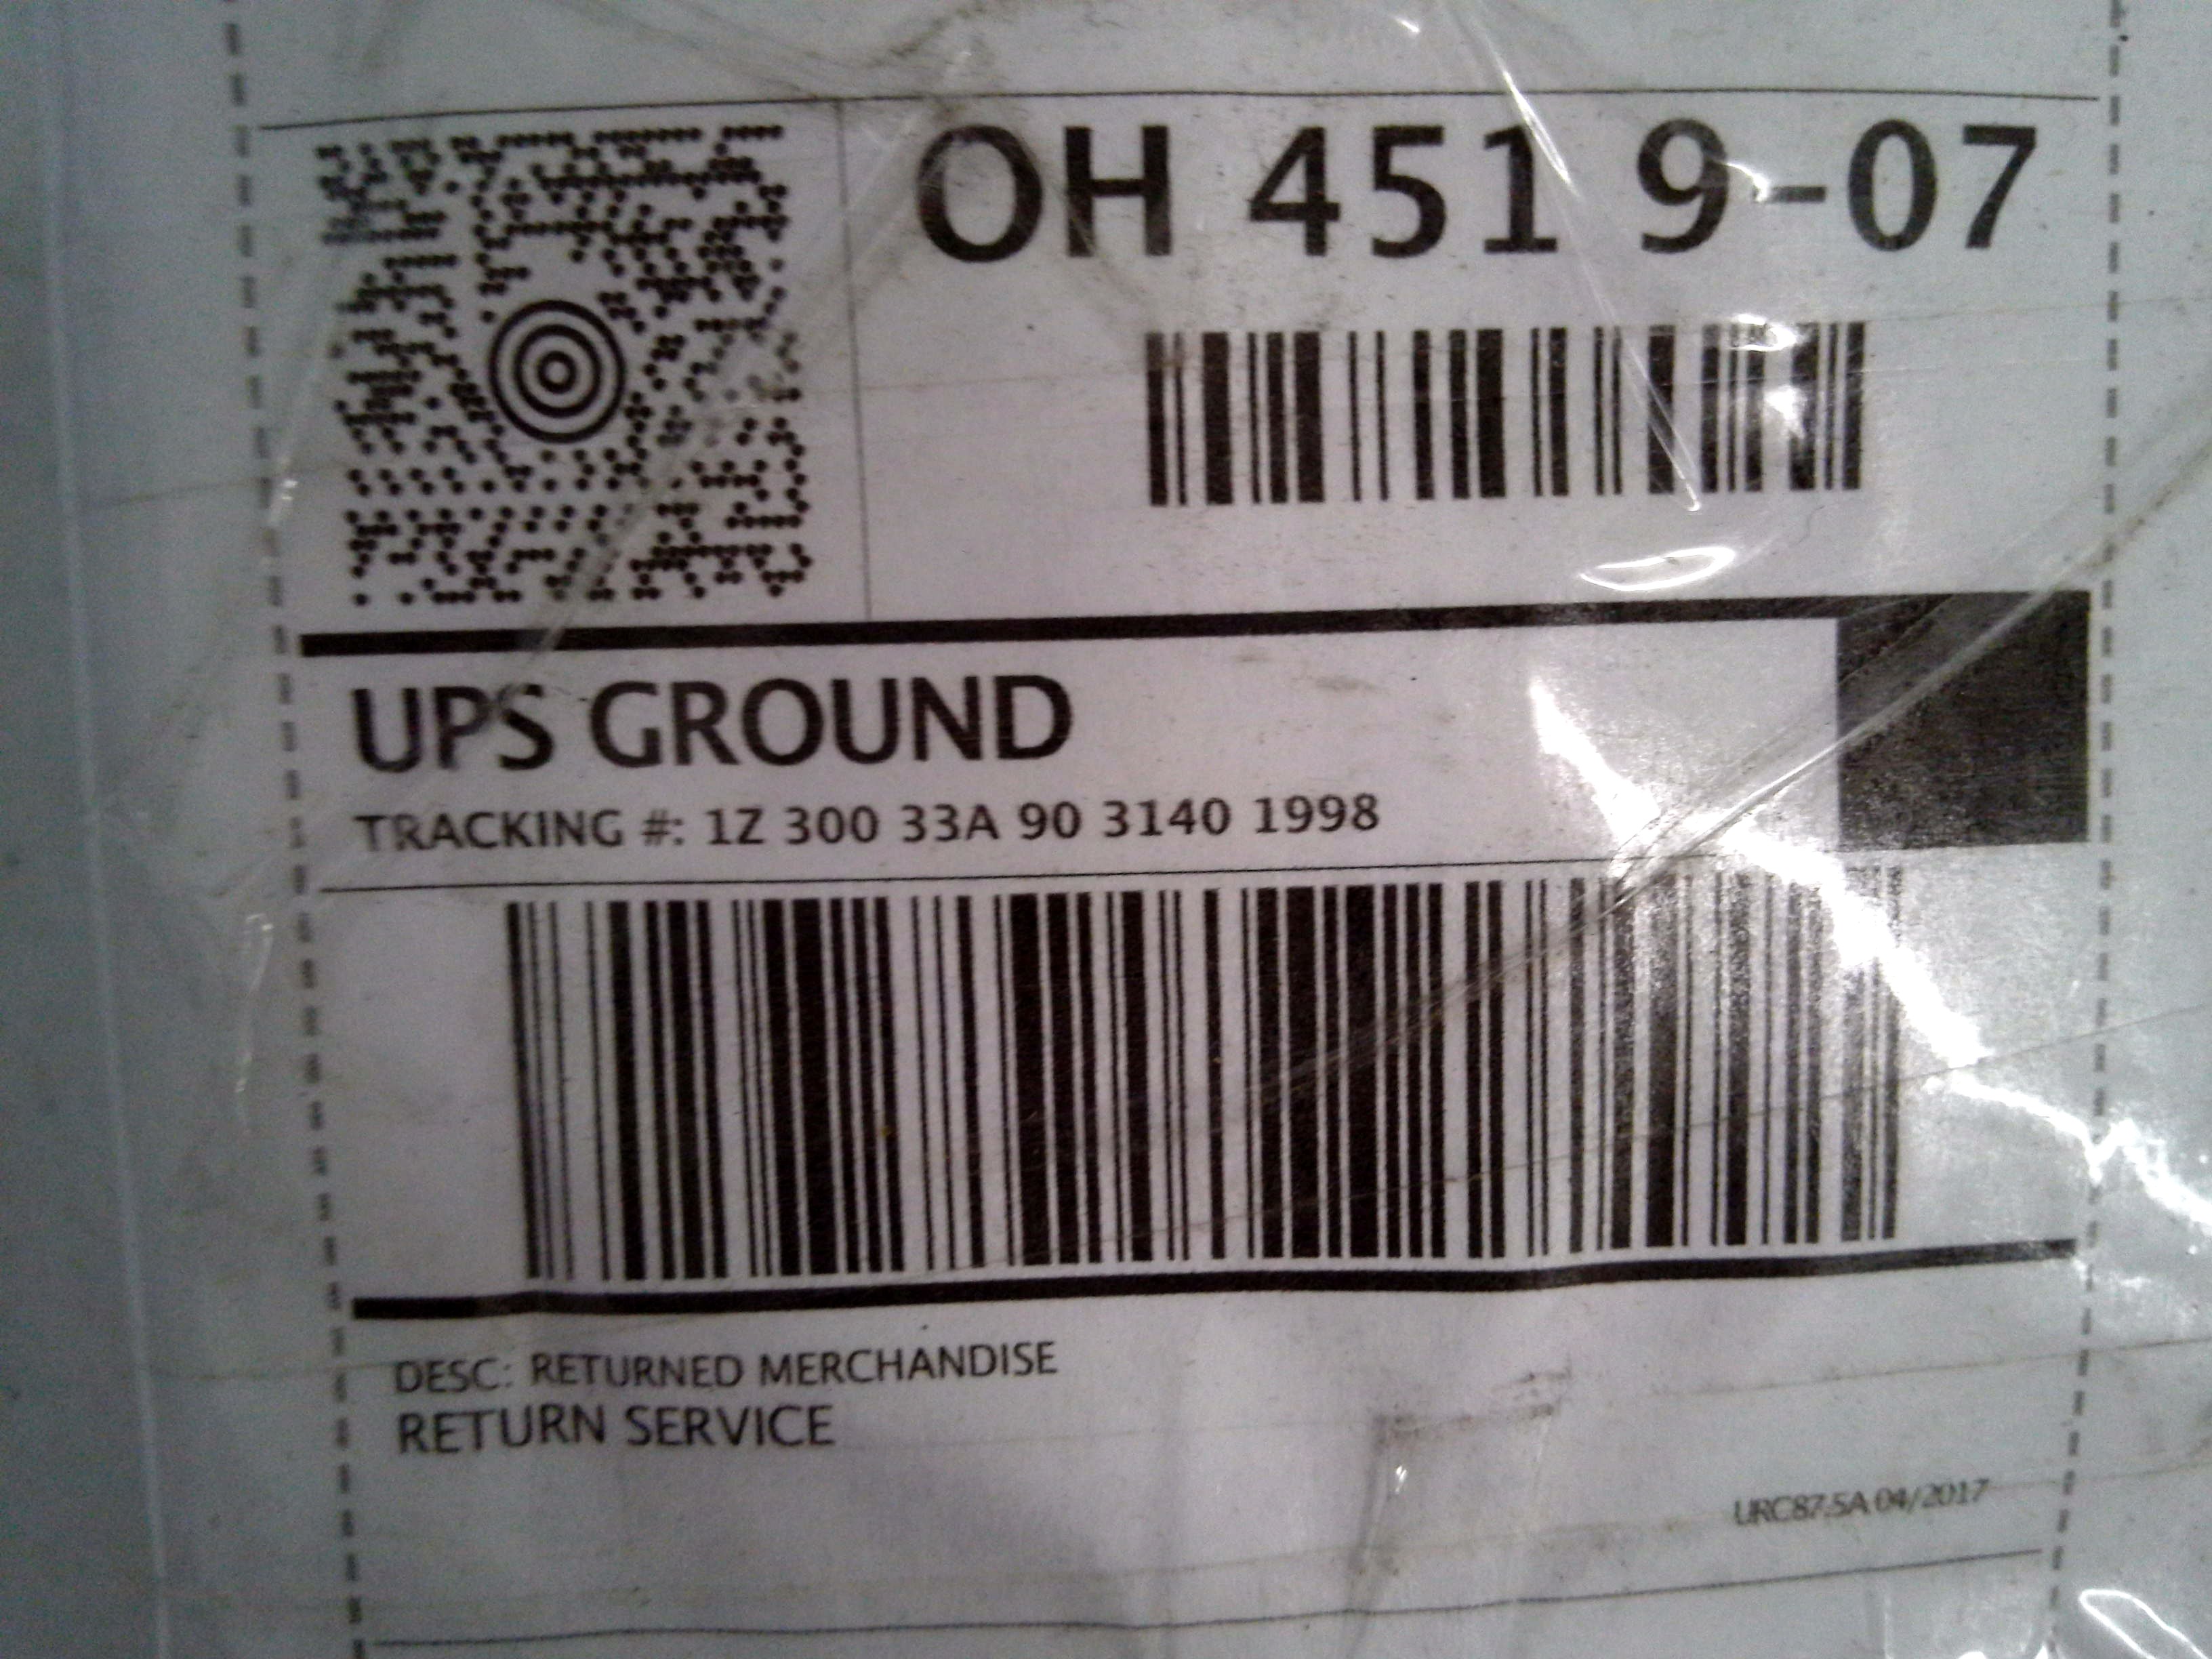 OH 451 9-07
UPS GROUND
TRACKING #: 1Z 300 33A 90 3140 1998
DESC: RETURNED MERCHANDISE
RETURN SERVICE
URC87.5A 04/2017